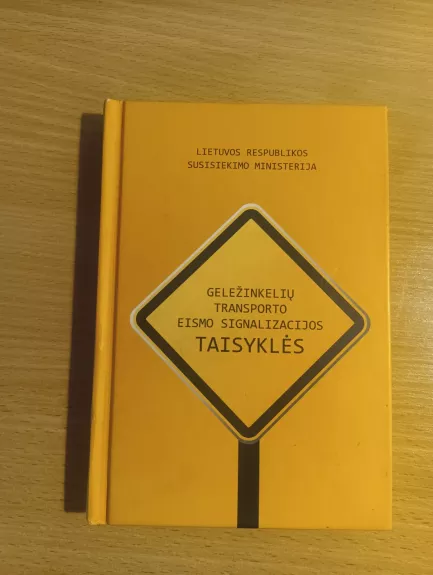 LIETUVOS RESPUBLIKOS
SUSISIEKIMO MINISTERIJA
GELEŽINKELIŲ
TRANSPORTO
EISMO SIGNALIZACIJOS
TAISYKLĖS